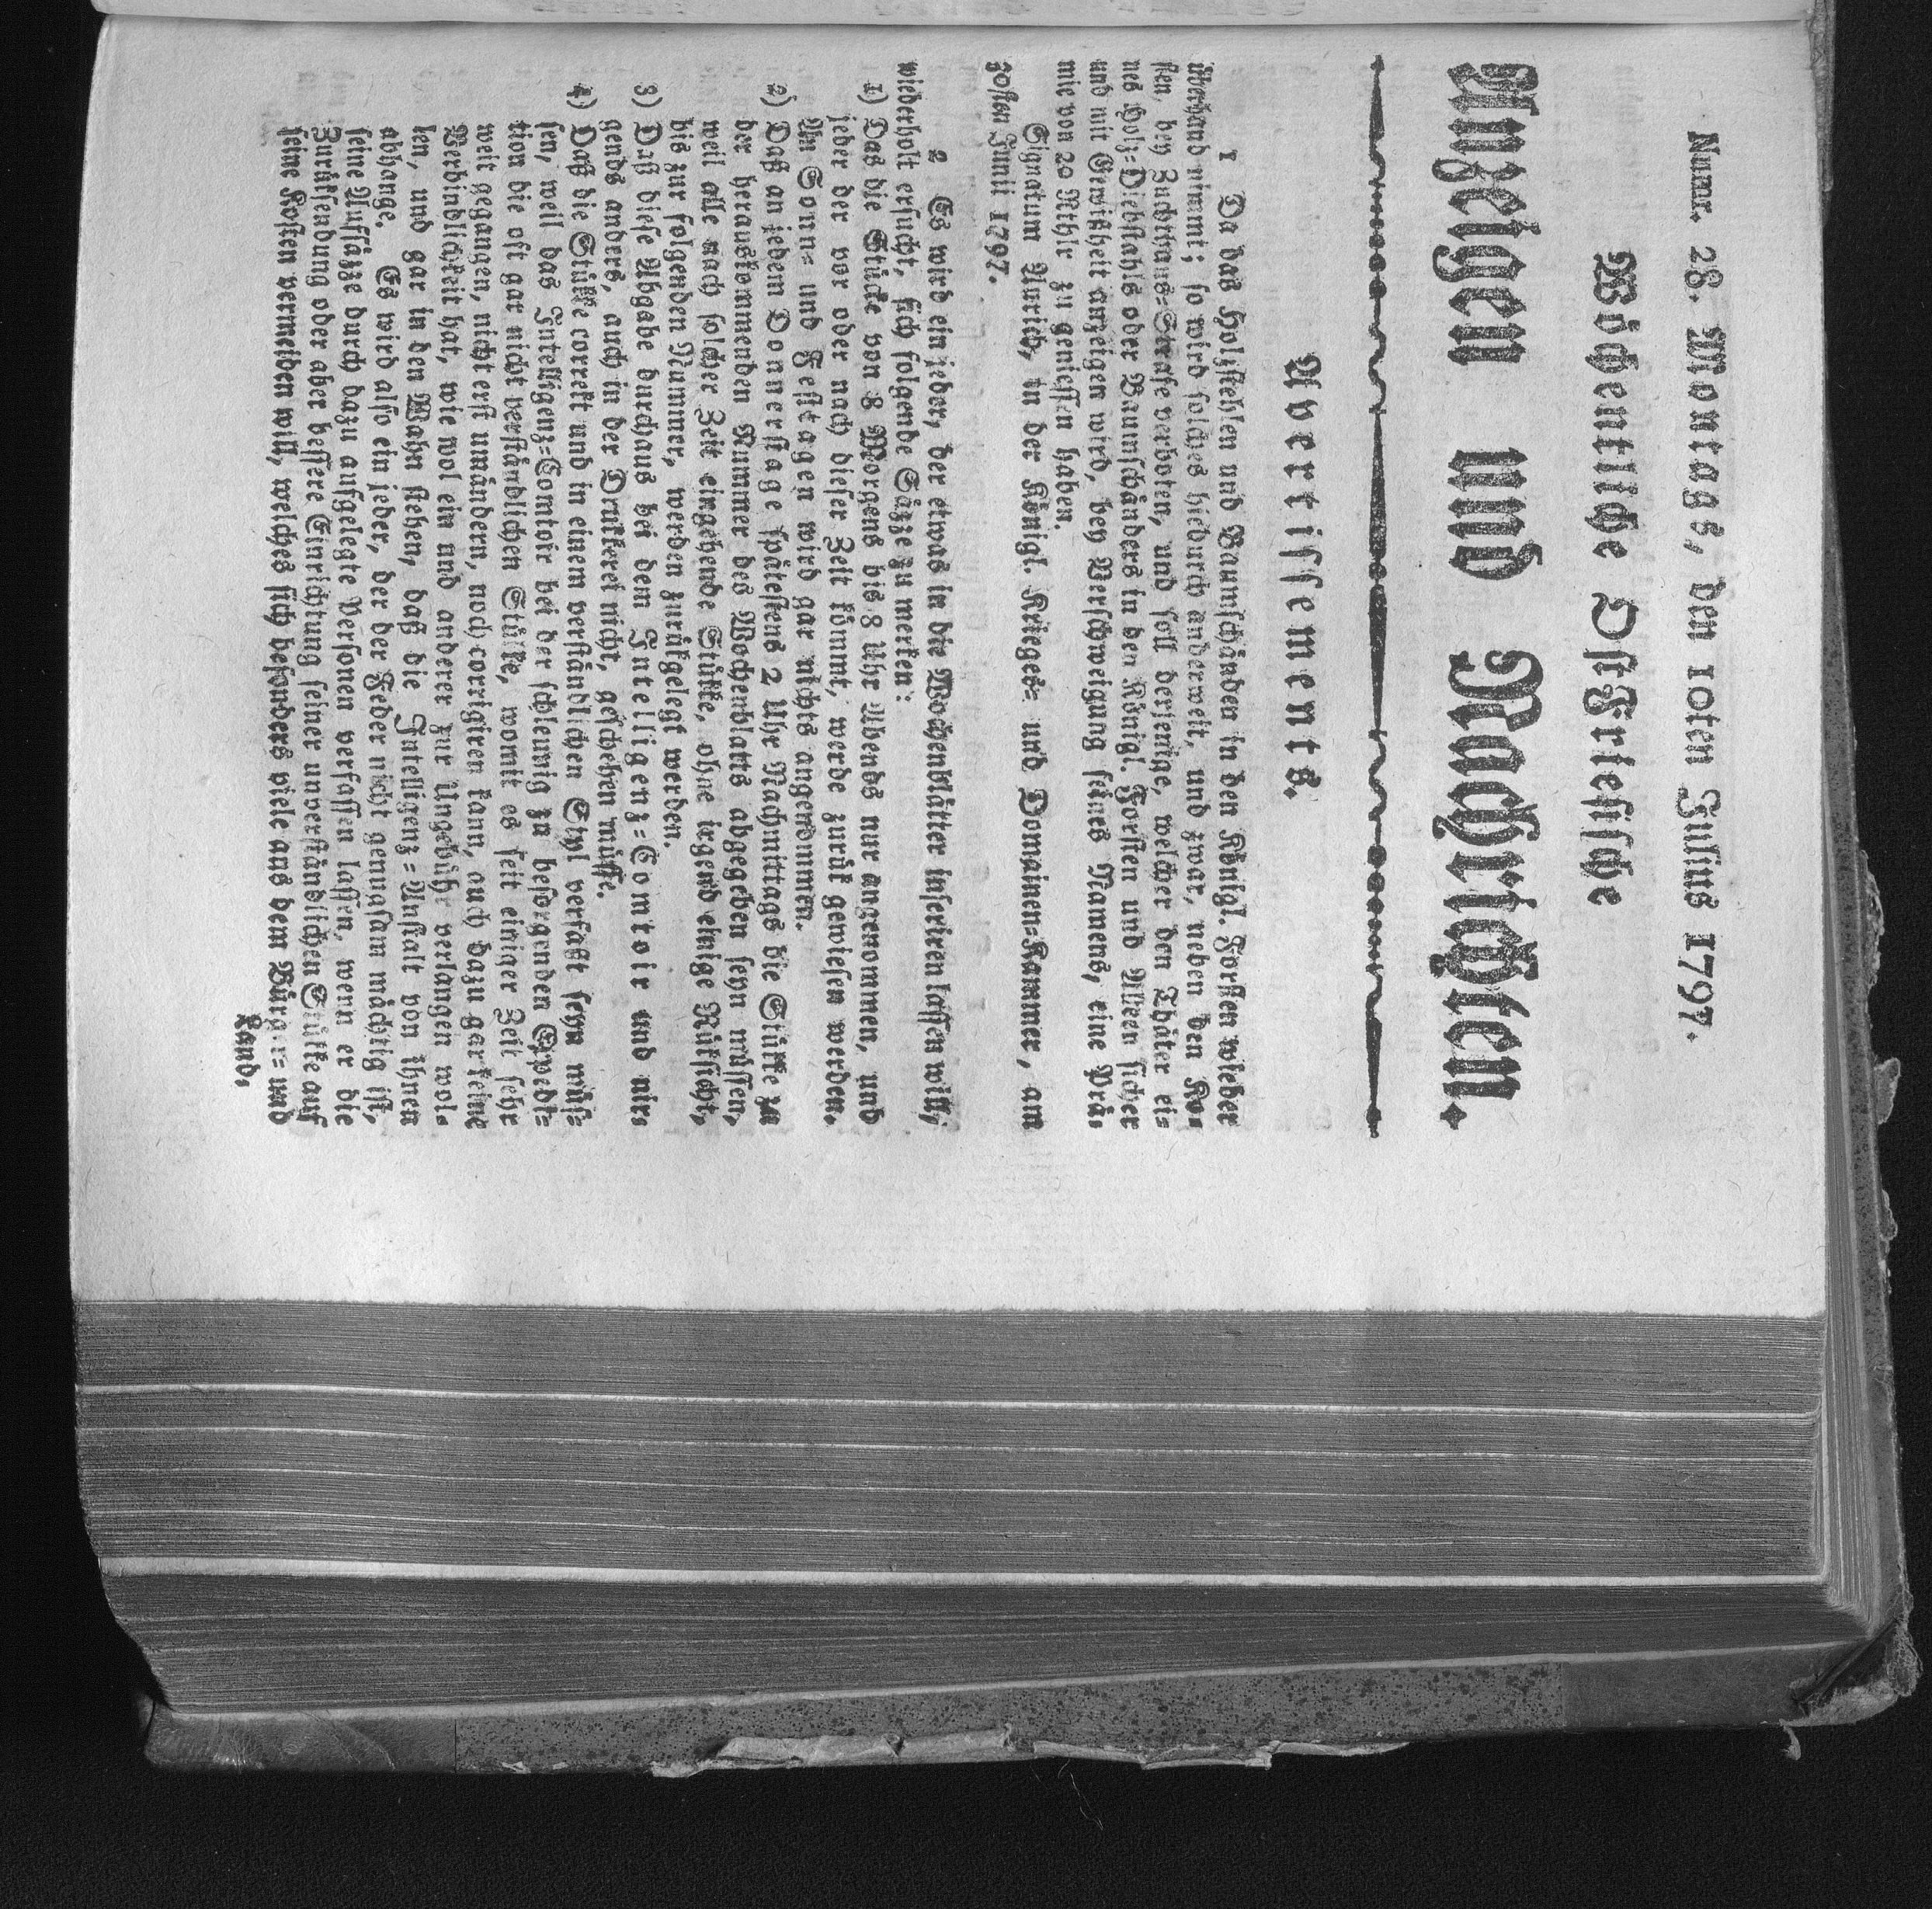 Numr. 28. Montags, den 10ten Julius 1797.
Wöchentliche OstFriesische
Anzeigen und Nachrichten.
Avertissements.
1 Da das Holzstehlen und Baumschänden in den Königl. Forsten wieder
überhand nimmt; so wird solches hiedurch anderweit, und zwar, neben den Ko-
sten, bey Zuchthaus-Strafe verboten, und soll derjenige, welcher den Thäter ei-
nes Holz-Diebstahls oder Baumschänders in den Königl. Forsten und Alleen sicher
und mit Gewißheit anzeigen wird, bey Verschweigung seines Namens, eine Prä-
mie von 20 Rthlr zu geniessen haben.
Signatum Aurich, in der Königl. Krieges- und Domainen-Kammer, am
30sten Junii 1797.
2 Es wird ein jeder, der etwas in die Wochenblätter inseriren lassen will,
wiederholt ersucht, sich folgende Säzze zu merken:
1) Das die Stücke von 8 Morgens bis 8 Uhr Abends nur angenommen, und
jeder der vor oder nach dieser Zeit kömmt, werde zurük gewiesen werden.
An Sonn- und Festtagen wird gar nichts angenommen.
2) Daß an jedem Donnerstage spätestens 2 Uhr Nachmittags die Stükke zu
der herauskommenden Nummer des Wochenblatts abgegeben seyn müssen,
weil alle nach solcher Zeit eingehende Stükke, ohne irgend einige Rüksicht,
bis zur folgenden Nummer, werden zurükgelegt werden.
3) Daß diese Abgabe durchaus bei dem Intelligenz-Comtoir und nir-
gends anders, auch in der Drukkerei nicht geschehen müsse.
4) Daß die Stükke correkt und in einem verständlichen Styl verfaßt seyn müs-
sen, weil das Intelligenz-Comtoir bei der schleunig zu besorgenden Expedi-
tion die oft gar nicht verständlichen Stükke, womit es seit einiger Zeit sehr
weit gegangen, nicht erst umändern, noch corrigiren kann, auch dazu gar keine
Verbindlichkeit hat, wie wol ein und anderer zur Ungebühr verlangen wol-
len, und gar in den Wahn stehen, daß die Intelligenz-Anstalt von ihnen
abhange. Es wird also ein jeder, der der Feder nicht genugsam mächtig ist,
seine Aufsäzze durch dazu aufgelegte Personen verfassen lassen, wenn er die
Zurüksendung oder aber bessere Einrichtung seiner unverständlichen Stükke auf
seine Kosten vermeiden will, welches sich besonders viele aus dem Bürger- und
Land-